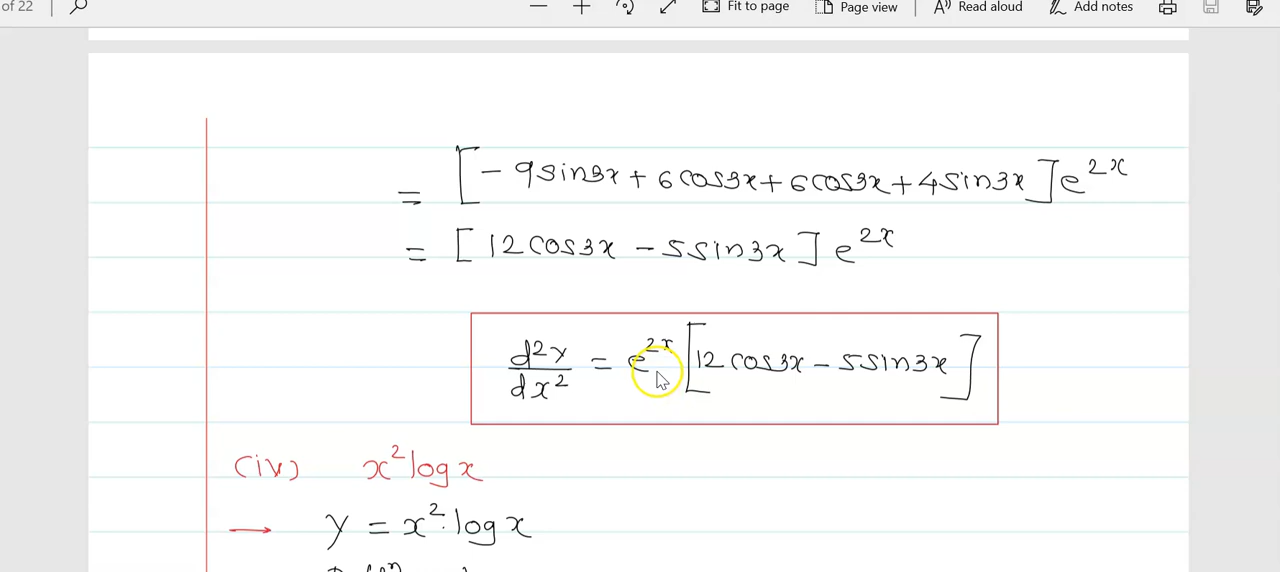 of 22 Fit to page Page view Read aloud Add notes
= [- 9sin3x + 6cos3x + 6cos3x + 4sin3x] e^2x
= [12cos3x - 5sin3x] e^2x
d²y/dx² = e^2x [12cos3x - 5sin3x]
(iv) x² log x
→ y = x². log x